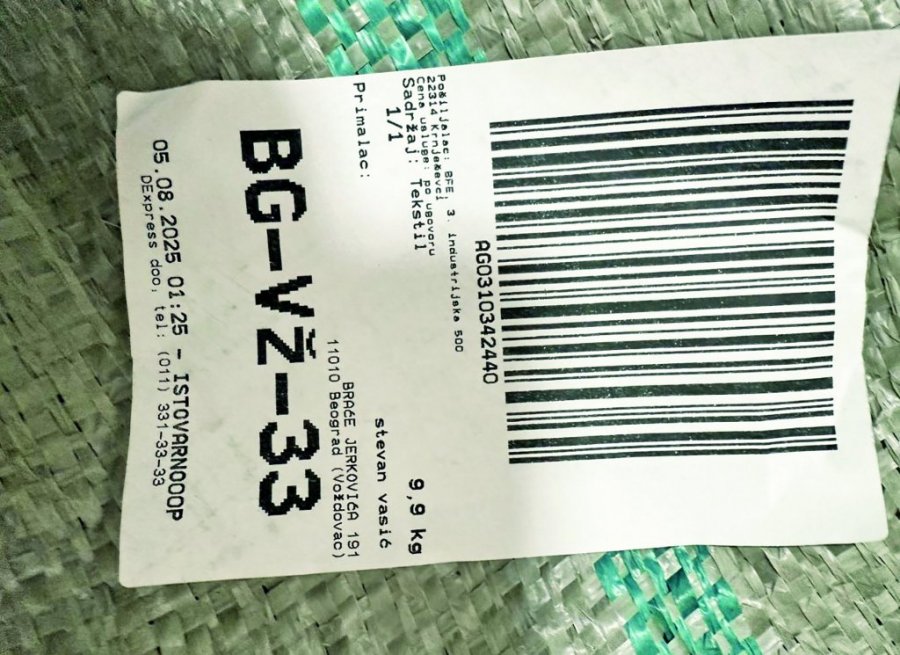 AG0310342440
Pošiljalac: BFE, 3. industrijska 500
22314 Krnješevci
Cena usluge: po ugovoru
Sadržaj: Tekstil
1/1
9,9 kg
Primalac:
stevan vasić
BRAĆE JERKOVIĆA 191
11010 Beograd (Voždovac)
BG-VŽ-33
05.08.2025 01:25 - ISTOVARNOOOP
DExpress doo, tel: (011) 331-33-33